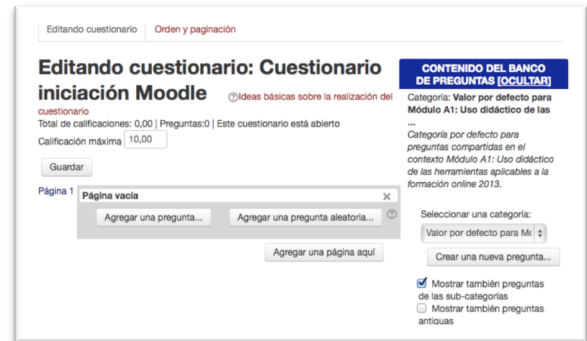 Editando cuestionario Orden y paginación
Editando cuestionario: Cuestionario
iniciación Moodle Ideas básicas sobre la realización del
cuestionario
Total de calificaciones: 0,00 | Preguntas:0 | Este cuestionario está abierto
Calificación máxima 10,00
Guardar
Página 1 Página vacía
Agregar una pregunta... Agregar una pregunta aleatoria...
Agregar una página aquí
CONTENIDO DEL BANCO
DE PREGUNTAS [OCULTAR]
Categoría: Valor por defecto para
Módulo A1: Uso didáctico de las
...
Categoría por defecto para
preguntas compartidas en el
contexto Módulo A1: Uso didáctico
de las herramientas aplicables a la
formación online 2013.
Seleccionar una categoría:
Valor por defecto para Mó
Crear una nueva pregunta...
Mostrar también preguntas
de las sub-categorías
Mostrar también preguntas
antiguas